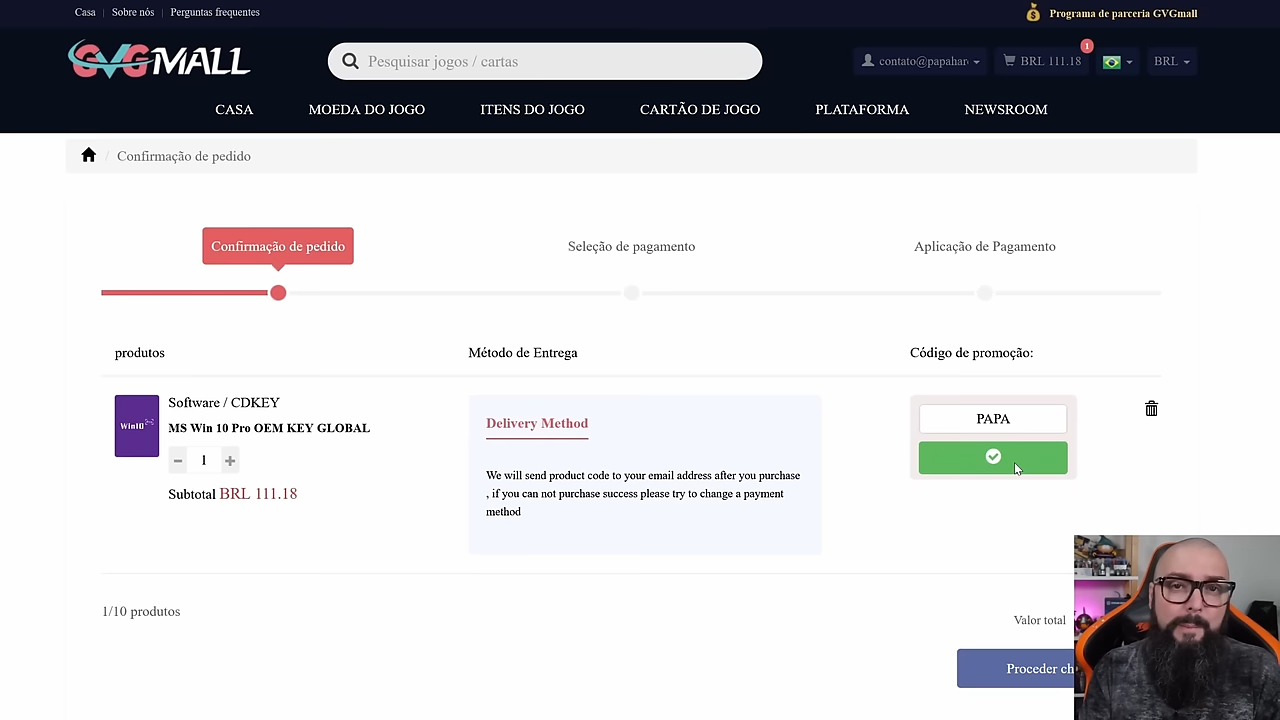 Casa | Sobre nós | Perguntas frequentes
Programa de parceria GVGmall
GVGMALL
Pesquisar jogos / cartas
contato@papahar
1
BRL 111.18
BRL
CASA
MOEDA DO JOGO
ITENS DO JOGO
CARTÃO DE JOGO
PLATAFORMA
NEWSROOM
/ Confirmação de pedido
Confirmação de pedido
Seleção de pagamento
Aplicação de Pagamento
produtos
Método de Entrega
Código de promoção:
Win10
Software / CDKEY
MS Win 10 Pro OEM KEY GLOBAL
− 1 +
Subtotal BRL 111.18
Delivery Method
We will send product code to your email address after you purchase
, if you can not purchase success please try to change a payment
method
PAPA
1/10 produtos
Valor total
Proceder ch